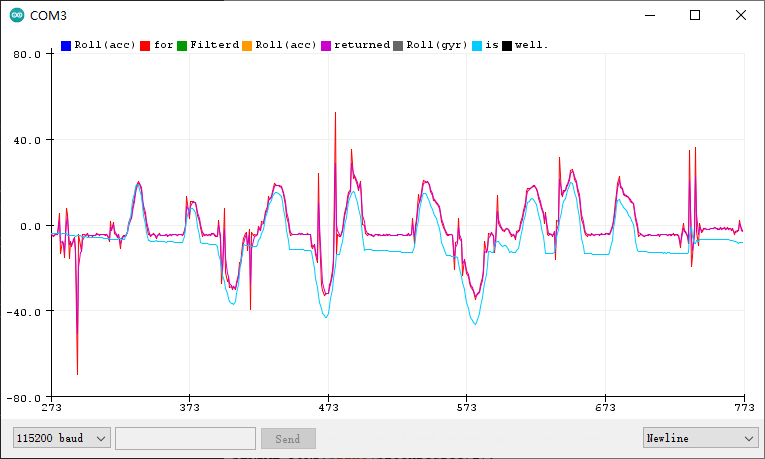 COM3
Roll(acc) for Filterd Roll(acc) returned Roll(gyr) is well.
80.0
40.0
0.0
-40.0
-80.0
273 373 473 573 673 773
115200 baud Send Newline